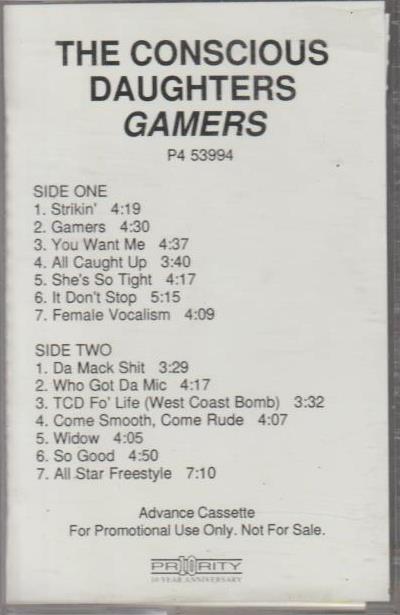 THE CONSCIOUS
DAUGHTERS
GAMERS
P4 53994
SIDE ONE
1. Strikin' 4:19
2. Gamers 4:30
3. You Want Me 4:37
4. All Caught Up 3:40
5. She's So Tight 4:17
6. It Don't Stop 5:15
7. Female Vocalism 4:09
SIDE TWO
1. Da Mack Shit 3:29
2. Who Got Da Mic 4:17
3. TCD Fo' Life (West Coast Bomb) 3:32
4. Come Smooth, Come Rude 4:07
5. Widow 4:05
6. So Good 4:50
7. All Star Freestyle 7:10
Advance Cassette
For Promotional Use Only. Not For Sale.
PRIORITY
10 YEAR ANNIVERSARY